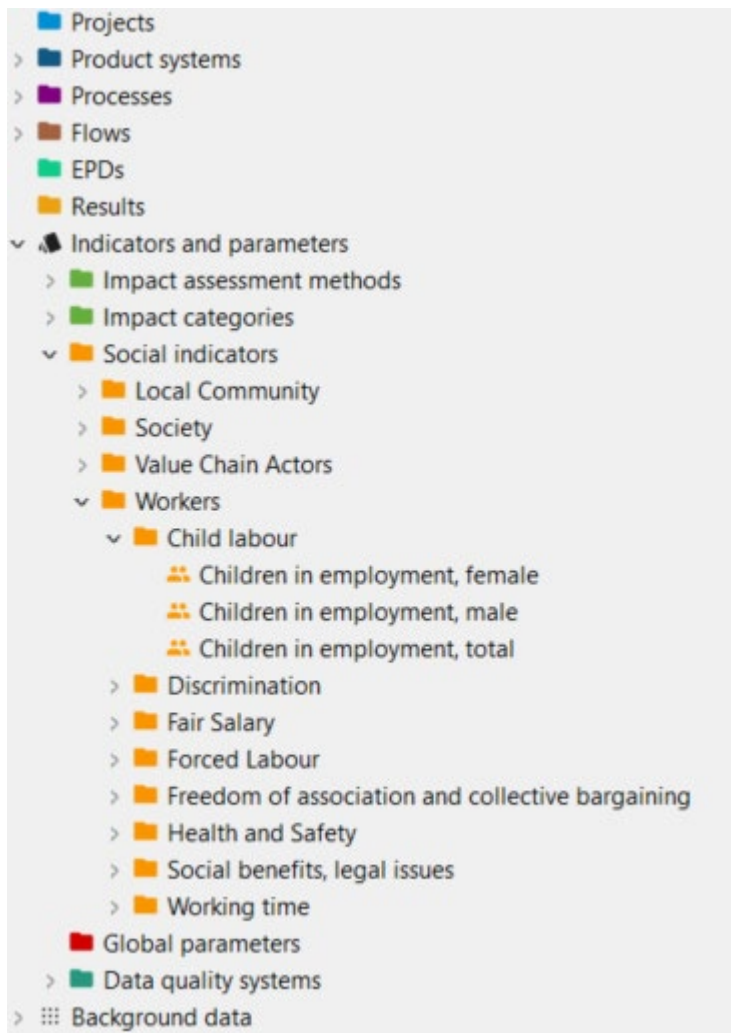 Projects
Product systems
Processes
Flows
EPDs
Results
Indicators and parameters
Impact assessment methods
Impact categories
Social indicators
Local Community
Society
Value Chain Actors
Workers
Child labour
Children in employment, female
Children in employment, male
Children in employment, total
Discrimination
Fair Salary
Forced Labour
Freedom of association and collective bargaining
Health and Safety
Social benefits, legal issues
Working time
Global parameters
Data quality systems
Background data